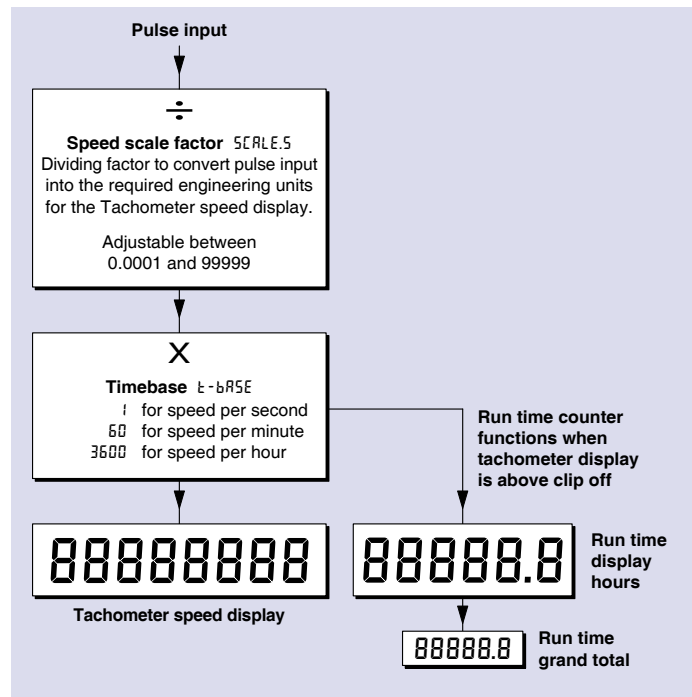 Pulse input
÷
Speed scale factor SCALE.S
Dividing factor to convert pulse input
into the required engineering units
for the Tachometer speed display.
Adjustable between
0.0001 and 99999
X
Timebase t-bASE
1 for speed per second
60 for speed per minute
3600 for speed per hour
Run time counter
functions when
tachometer display
is above clip off
88888888
Tachometer speed display
88888.8
Run time
display
hours
88888.8
Run time
grand total